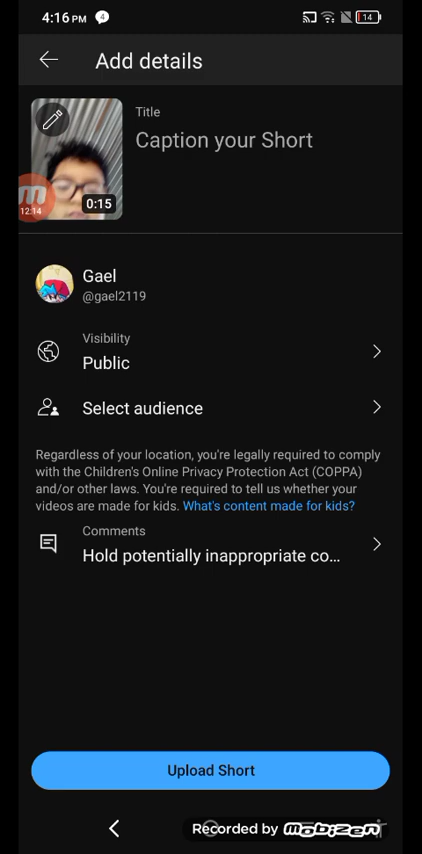 4:16 PM 4 14
Add details
Title
Caption your Short
m
12:14
0:15
Gael
@gael2119
Visibility
Public
Select audience
Regardless of your location, you're legally required to comply
with the Children's Online Privacy Protection Act (COPPA)
and/or other laws. You're required to tell us whether your
videos are made for kids. What's content made for kids?
Comments
Hold potentially inappropriate co...
Upload Short
Recorded by mobizen